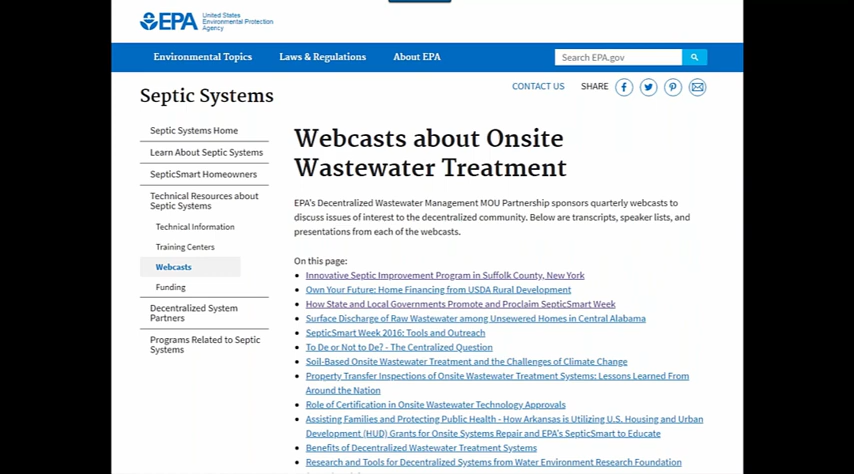 EPA
United States
Environmental Protection
Agency
Environmental Topics
Laws & Regulations
About EPA
Search EPA.gov
CONTACT US
SHARE
Septic Systems
Septic Systems Home
Learn About Septic Systems
SepticSmart Homeowners
Technical Resources about
Septic Systems
Technical Information
Training Centers
Webcasts
Funding
Decentralized System
Partners
Programs Related to Septic
Systems
Webcasts about Onsite
Wastewater Treatment
EPA's Decentralized Wastewater Management MOU Partnership sponsors quarterly webcasts to
discuss issues of interest to the decentralized community. Below are transcripts, speaker lists, and
presentations from each of the webcasts.
On this page:
Innovative Septic Improvement Program in Suffolk County, New York
Own Your Future: Home Financing from USDA Rural Development
How State and Local Governments Promote and Proclaim SepticSmart Week
Surface Discharge of Raw Wastewater among Unsewered Homes in Central Alabama
SepticSmart Week 2016: Tools and Outreach
To De or Not to De? - The Centralized Question
Soil-Based Onsite Wastewater Treatment and the Challenges of Climate Change
Property Transfer Inspections of Onsite Wastewater Treatment Systems: Lessons Learned From
Around the Nation
Role of Certification in Onsite Wastewater Technology Approvals
Assisting Families and Protecting Public Health - How Arkansas is Utilizing U.S. Housing and Urban
Development (HUD) Grants for Onsite Systems Repair and EPA's SepticSmart to Educate
Benefits of Decentralized Wastewater Treatment Systems
Research and Tools for Decentralized Systems from Water Environment Research Foundation